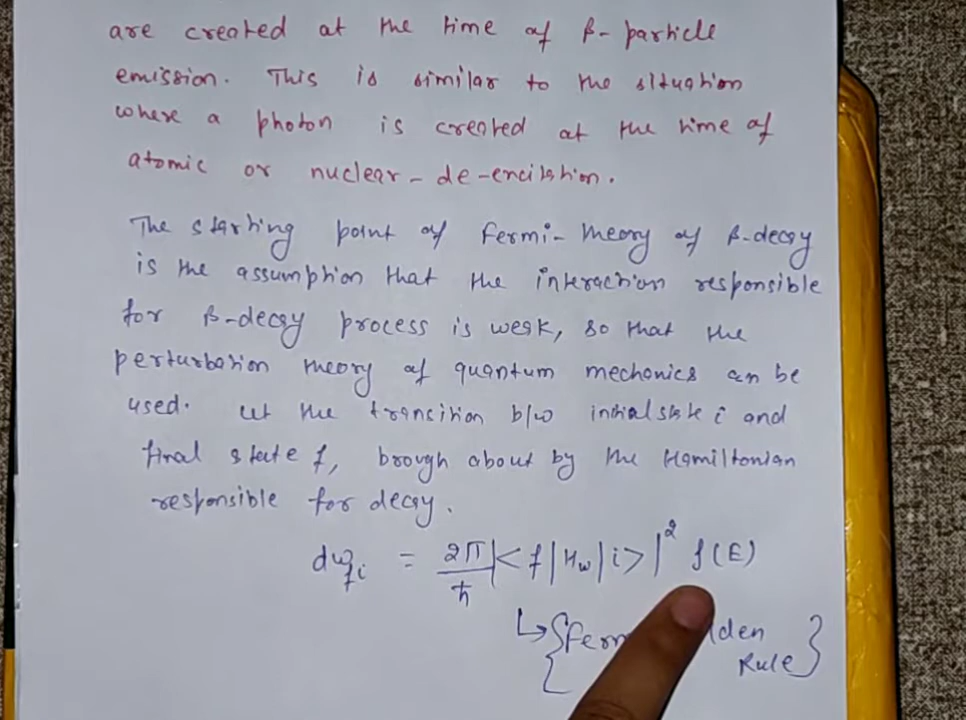 are created at the time of β- particle
emission. This is similar to the situation
where a photon is created at the time of
atomic or nuclear - de-excitation.
The starting point of Fermi- theory of β-decay
is the assumption that the interaction responsible
for β-decay process is weak, so that the
perturbation theory of quantum mechanics can be
used. let the transition b/w initial state i and
final state f, brough about by the Hamiltonian
responsible for decay.
dω_fi = 2π/ħ |<f|H_w|i>|² ρ(E)
↳ {Ferm
Rule}